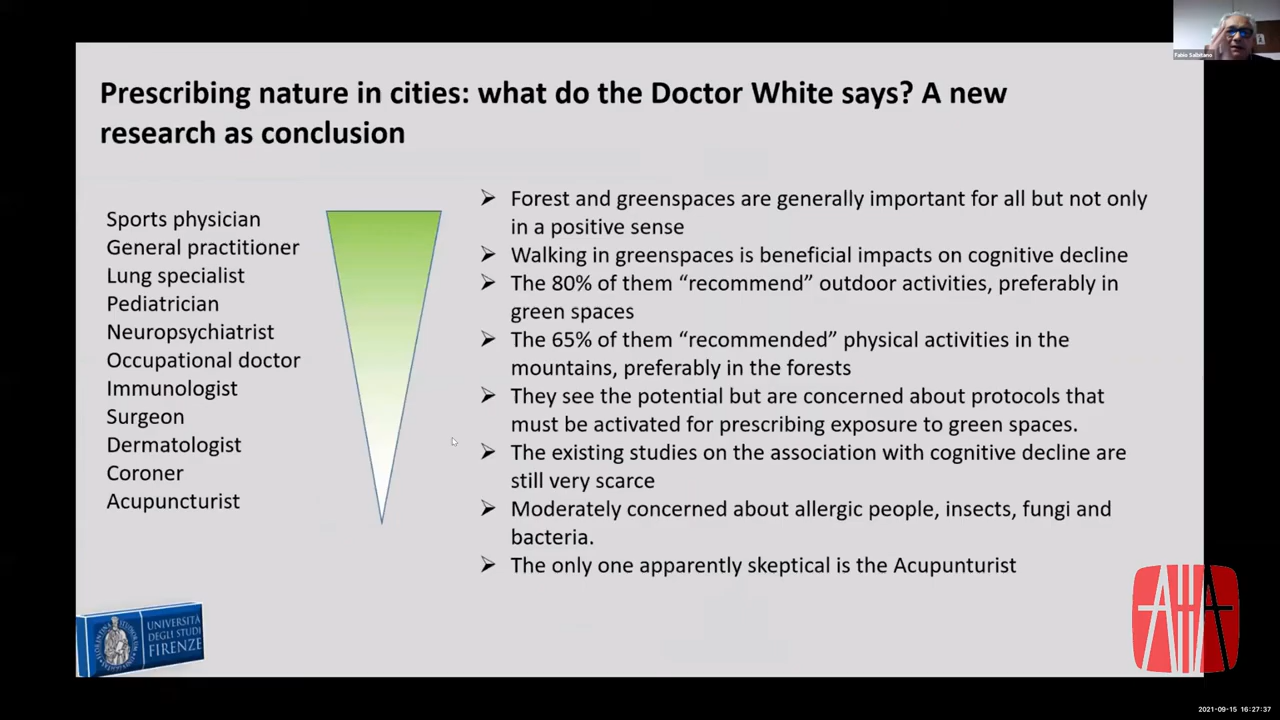 Fabio Salbitano
Prescribing nature in cities: what do the Doctor White says? A new
research as conclusion
Sports physician
General practitioner
Lung specialist
Pediatrician
Neuropsychiatrist
Occupational doctor
Immunologist
Surgeon
Dermatologist
Coroner
Acupuncturist
Forest and greenspaces are generally important for all but not only
in a positive sense
Walking in greenspaces is beneficial impacts on cognitive decline
The 80% of them “recommend” outdoor activities, preferably in
green spaces
The 65% of them “recommended” physical activities in the
mountains, preferably in the forests
They see the potential but are concerned about protocols that
must be activated for prescribing exposure to green spaces.
The existing studies on the association with cognitive decline are
still very scarce
Moderately concerned about allergic people, insects, fungi and
bacteria.
The only one apparently skeptical is the Acupunturist
UNIVERSITÀ
DEGLI STUDI
FIRENZE
2021-09-15 16:27:37